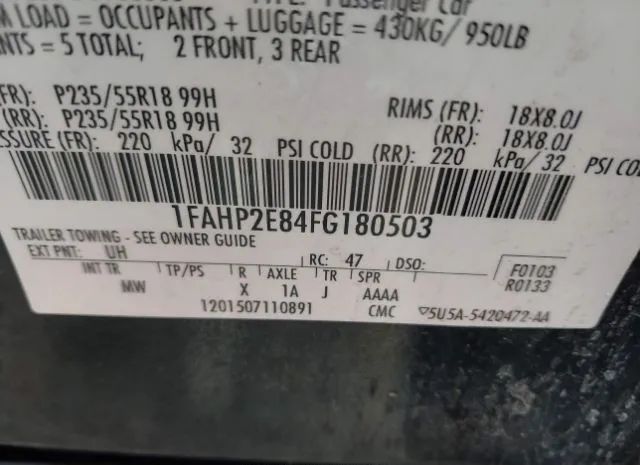 TYPE: Passenger Car
M LOAD = OCCUPANTS + LUGGAGE = 430KG/ 950LB
NTS = 5 TOTAL; 2 FRONT, 3 REAR
(FR): P235/55R18 99H RIMS (FR): 18X8.0J
(RR): P235/55R18 99H (RR): 18X8.0J
SSURE (FR): 220 kPa/ 32 PSI COLD (RR): 220 kPa/ 32 PSI COLD
1FAHP2E84FG180503
TRAILER TOWING - SEE OWNER GUIDE
EXT PNT: UH RC: 47 DSO: F0103
INT TR TP/PS R AXLE TR SPR R0133
MW X 1A J AAAA
1201507110891 CMC ▽5U5A-5420472-AA